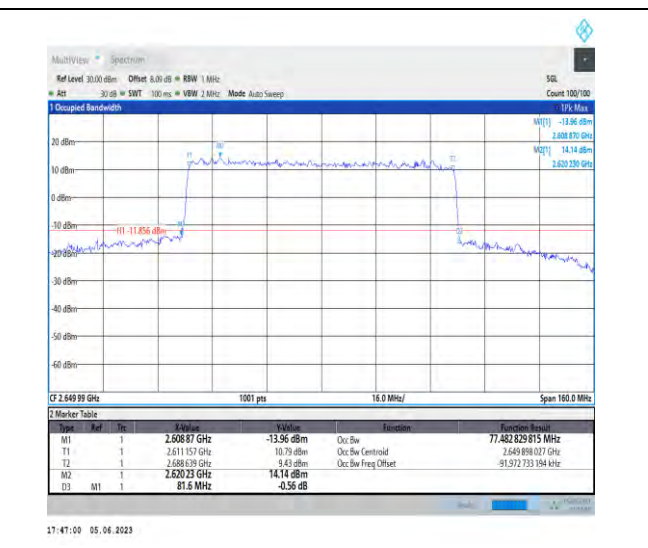 MultiView Spectrum
Ref Level 30.00 dBm Offset 8.09 dB RBW 1 MHz SGL
Att 30 dB SWT 100 ms VBW 2 MHz Mode Auto Sweep Count 100/100
1 Occupied Bandwidth 1Pk Max
M1[1] -13.96 dBm
2.608 870 GHz
M2[1] 14.14 dBm
2.620 230 GHz
20 dBm
10 dBm
0 dBm
-10 dBm
H1 -11.856 dBm
-20 dBm
-30 dBm
-40 dBm
-50 dBm
-60 dBm
M2
T1
T2
M1
D3
CF 2.649 99 GHz 1001 pts 16.0 MHz/ Span 160.0 MHz
2 Marker Table
Type Ref Trc X-Value Y-Value Function Function Result
M1 1 2.608 87 GHz -13.96 dBm Occ Bw 77.482 829 815 MHz
T1 1 2.611 157 GHz 10.79 dBm Occ Bw Centroid 2.649 898 027 GHz
T2 1 2.688 639 GHz 9.43 dBm Occ Bw Freq Offset -91.972 733 194 kHz
M2 1 2.620 23 GHz 14.14 dBm
D3 M1 1 81.6 MHz -0.56 dB
17:47:00 05.06.2023